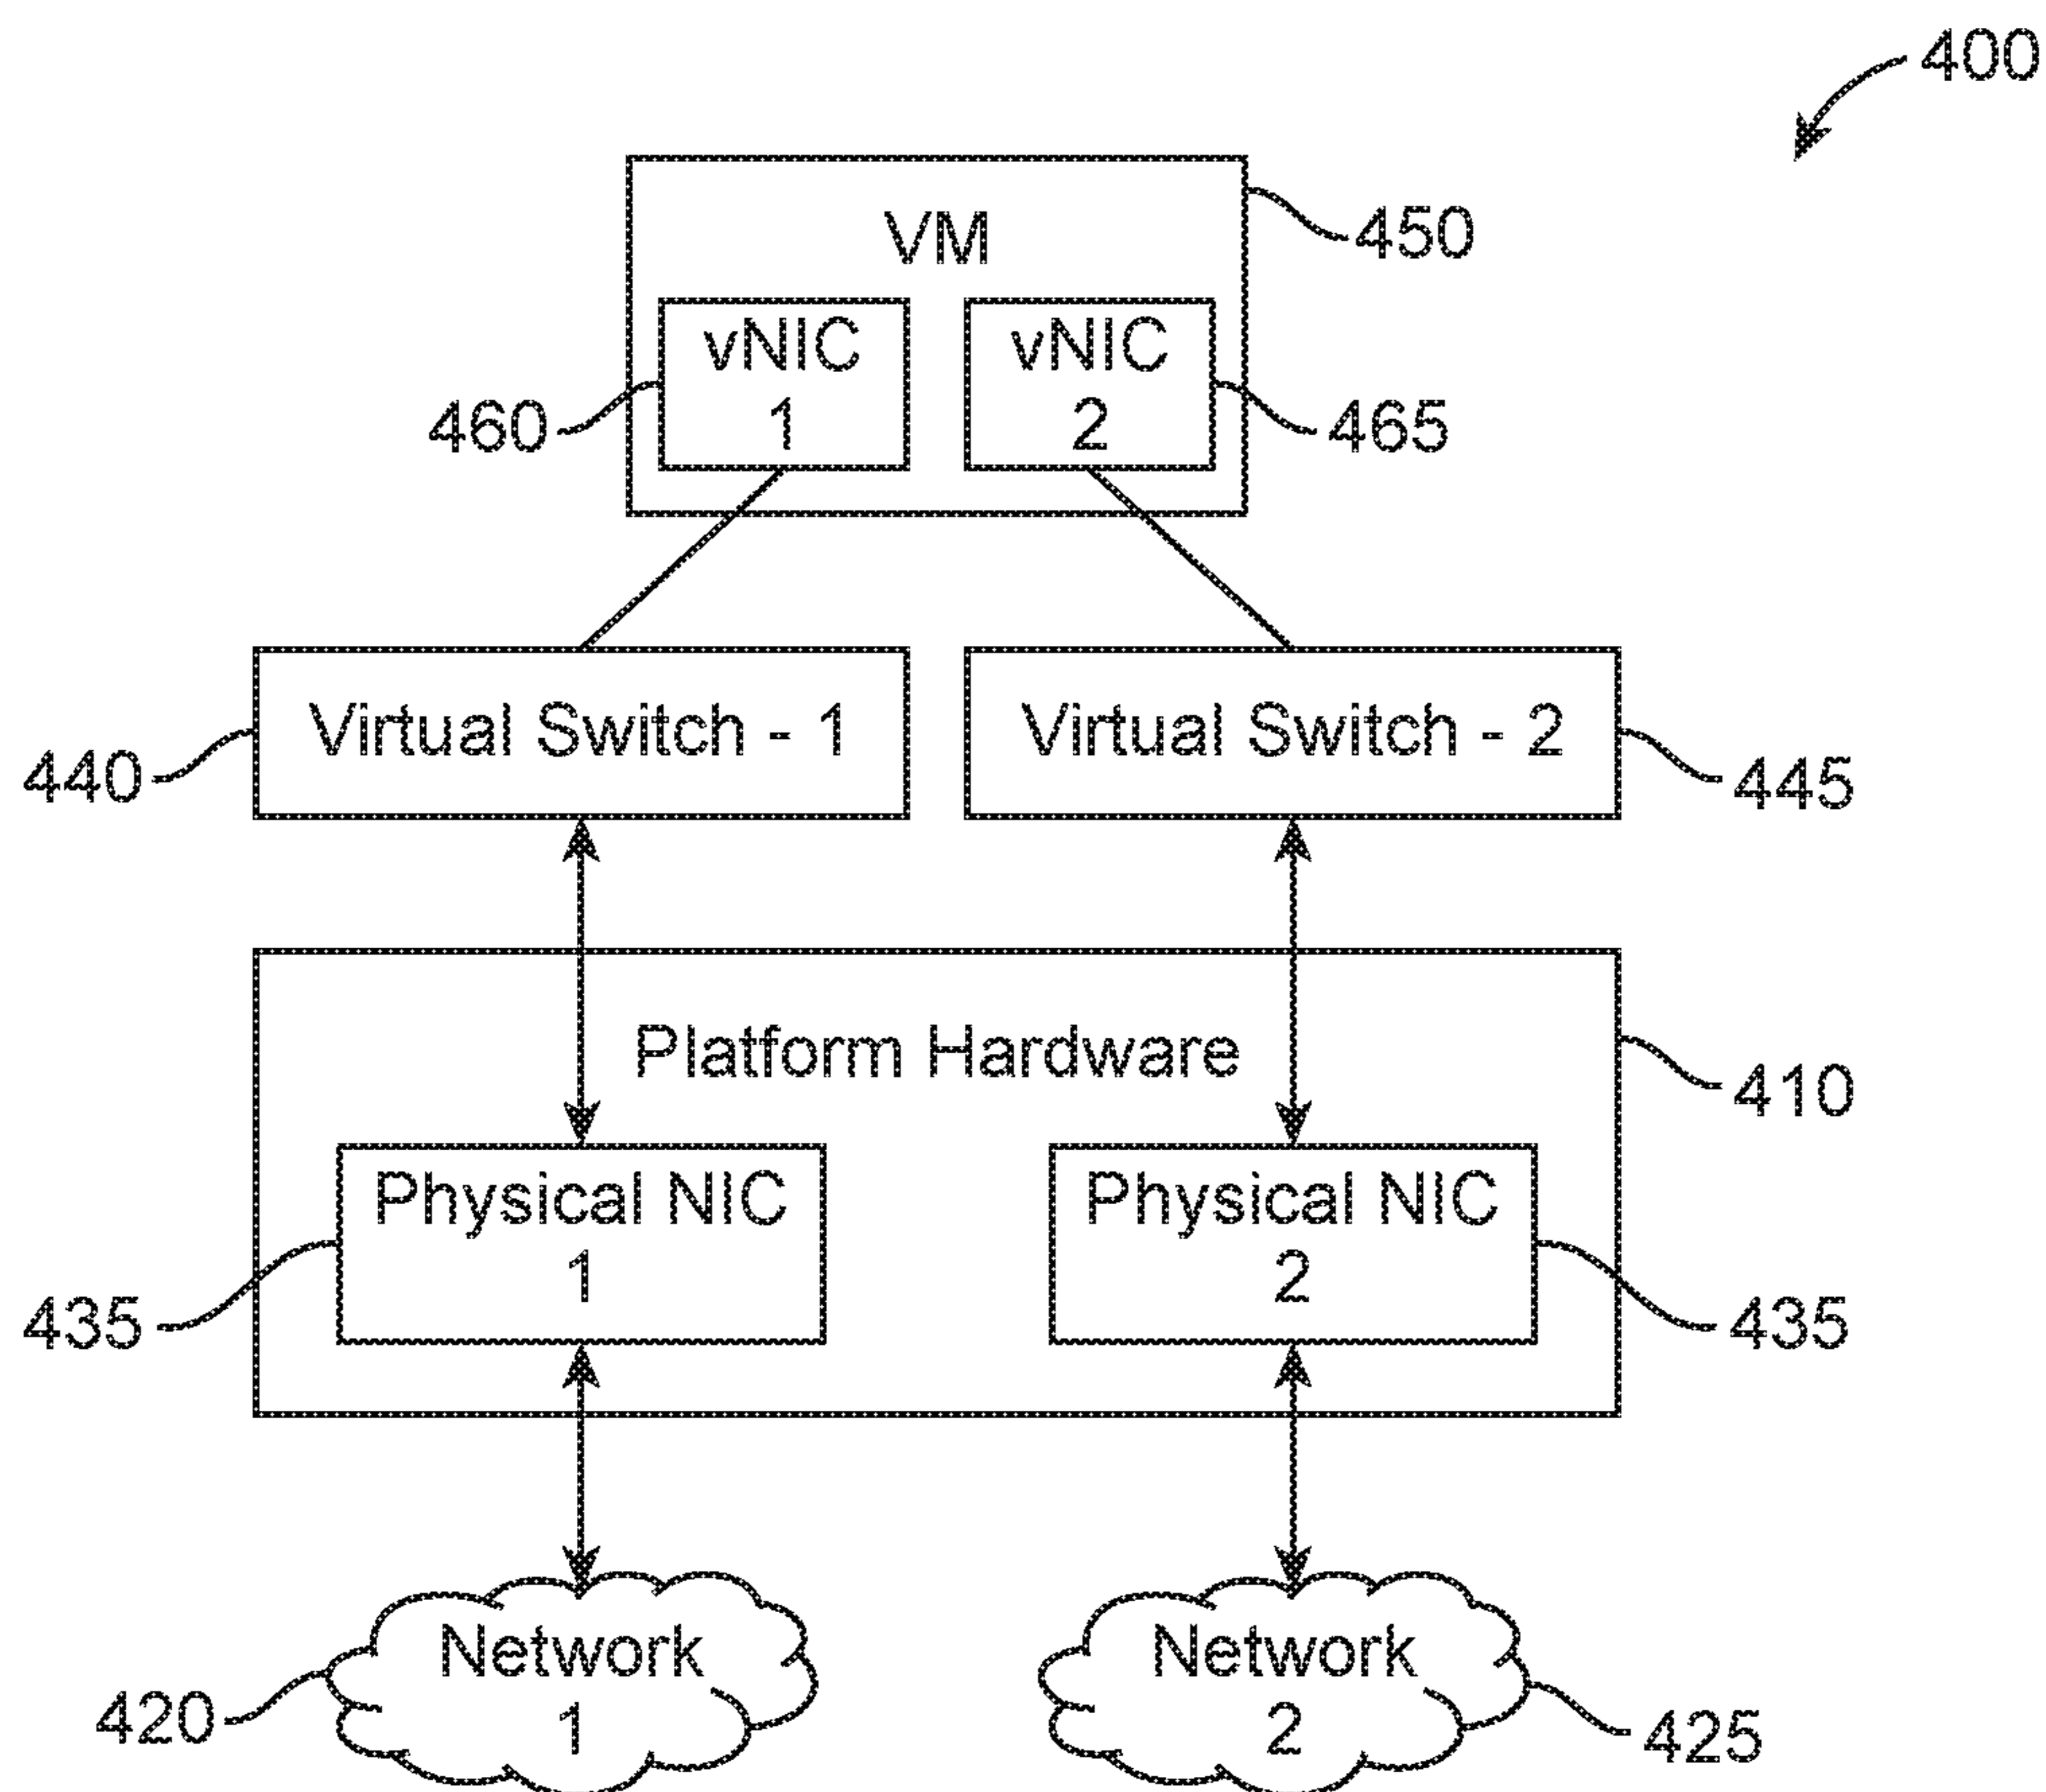 400
VM
450
vNIC
1
vNIC
2
460
465
Virtual Switch - 1
Virtual Switch - 2
440
445
Platform Hardware
410
Physical NIC
1
Physical NIC
2
435
435
Network
1
Network
2
420
425